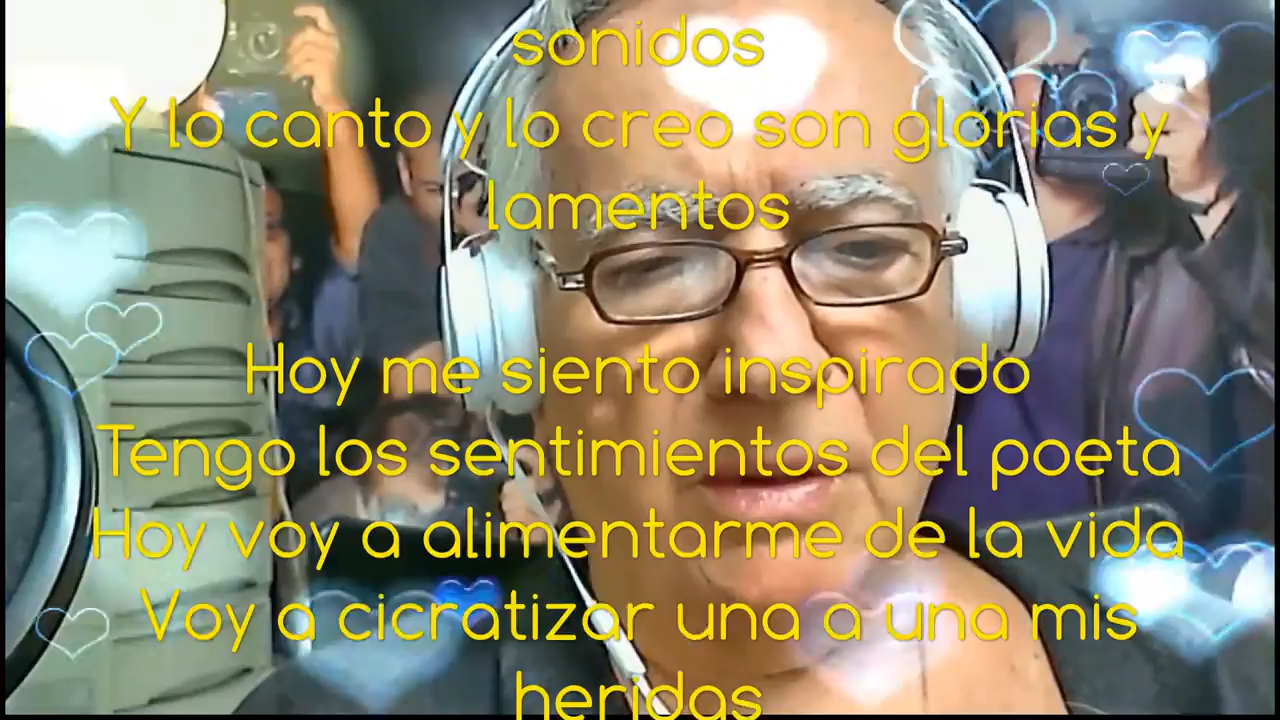 sonidos
Y lo canto y lo creo son glorias y
lamentos
Hoy me siento inspirado
Tengo los sentimientos del poeta
Hoy voy a alimentarme de la vida
Voy a cicratizar una a una mis
heridas